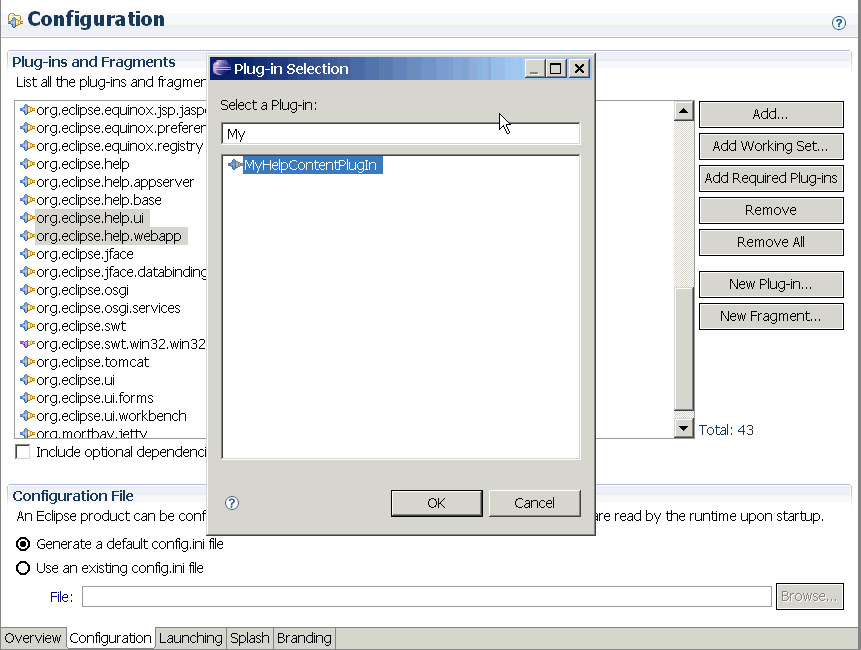 Configuration
Plug-ins and Fragments
List all the plug-ins and fragmen
org.eclipse.equinox.jsp.jaspe
org.eclipse.equinox.preferen
org.eclipse.equinox.registry
org.eclipse.help
org.eclipse.help.appserver
org.eclipse.help.base
org.eclipse.help.ui
org.eclipse.help.webapp
org.eclipse.jface
org.eclipse.jface.databinding
org.eclipse.osgi
org.eclipse.osgi.services
org.eclipse.swt
org.eclipse.swt.win32.win32
org.eclipse.tomcat
org.eclipse.ui
org.eclipse.ui.forms
org.eclipse.ui.workbench
org.mortbay.jetty
Include optional dependenci
Plug-in Selection
Select a Plug-in:
My
MyHelpContentPlugIn
OK
Cancel
Add...
Add Working Set...
Add Required Plug-ins
Remove
Remove All
New Plug-in...
New Fragment...
Total: 43
Configuration File
An Eclipse product can be conf
are read by the runtime upon startup.
Generate a default config.ini file
Use an existing config.ini file
File:
Browse...
Overview
Configuration
Launching
Splash
Branding